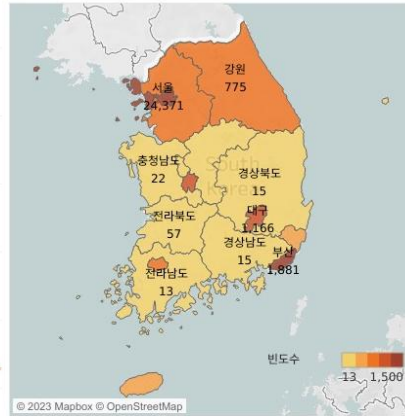 강원
775
서울
24,371
충청남도
22
South
Korea
경상북도
15
대구
1,166
전라북도
57
경상남도
15
부산
1,881
전라남도
13
빈도수
13
1,500
© 2023 Mapbox © OpenStreetMap